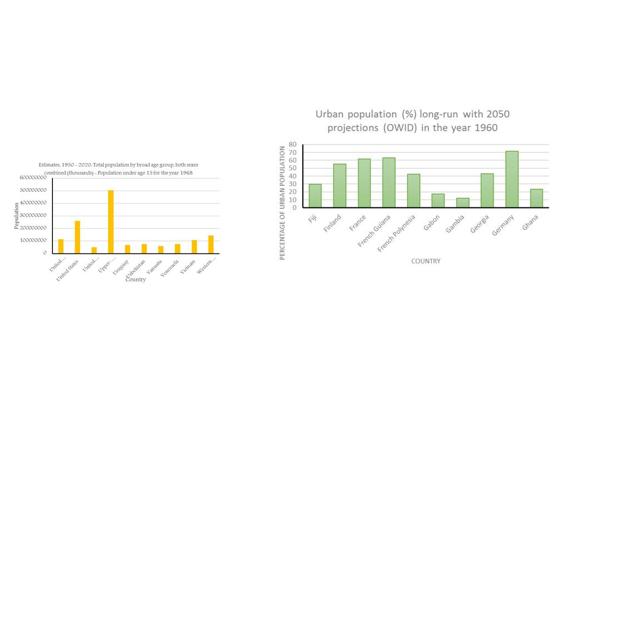 Estimates, 1950 - 2020: Total population by broad age group, both sexes
combined (thousands) - Population under age 15 for the year 1968
Population
600000000
500000000
400000000
300000000
200000000
100000000
0
United...
United States
United...
Upper-...
Uruguay
Uzbekistan
Vanuatu
Venezuela
Vietnam
Western...
Country
Urban population (%) long-run with 2050
projections (OWID) in the year 1960
PERCENTAGE OF URBAN POPULATION
80
70
60
50
40
30
20
10
0
Fiji
Finland
France
French Guiana
French Polynesia
Gabon
Gambia
Georgia
Germany
Ghana
COUNTRY